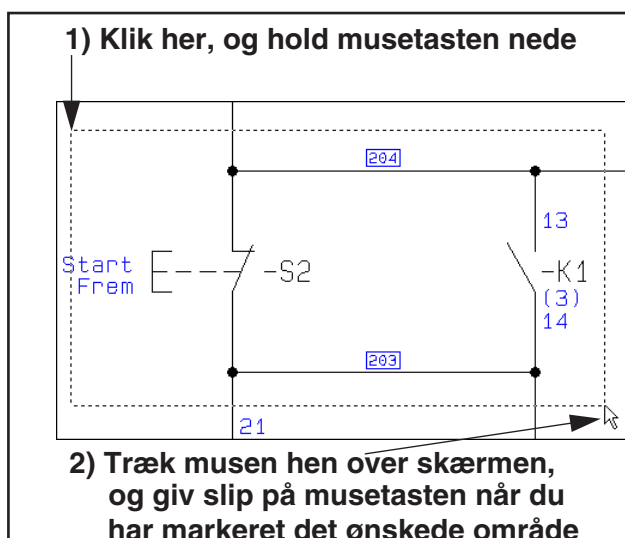 1) Klik her, og hold musetasten nede
204
13
Start
Frem
-S2
-K1
(3)
14
203
21
2) Træk musen hen over skærmen,
og giv slip på musetasten når du
har markeret det ønskede område